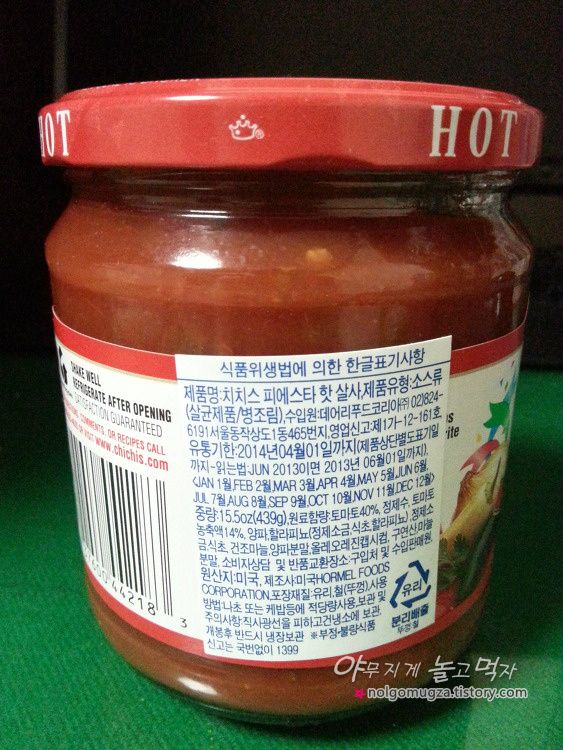 HOT
HOT
식품위생법에 의한 한글표기사항
제품명:치치스 피에스타 핫 살사,제품유형:소스류
(살균제품/병조림),수입원:데어리푸드코리아㈜ 02)824-
6191서울동작상도1동465번지,영업신고:제1가-12-161호
유통기한:2014년04월01일까지(제품상단별도표기일
까지-읽는법:JUN 2013이면 2013년 06월01일까지).
<JAN 1월,FEB 2월,MAR 3월,APR 4월,MAY 5월,JUN 6월,
JUL 7월,AUG 8월,SEP 9월,OCT 10월,NOV 11월,DEC 12월>
중량:15.5oz(439g),원료함량:토마토40%, 정제수, 토마토
농축액14%, 양파,할라피뇨(정제소금,식초,할라피뇨) 정제소
금,식초, 건조마늘,양파분말,올레오레진캡시컴, 구연산,마늘
분말, 소비자상담 및 반품교환장소:구입처 및 수입판매원,
원산지:미국, 제조사:미국HORMEL FOODS
CORPORATION,포장재질:유리,철(뚜껑),사용
방법:나초 또는 케밥등에 적당량사용,보관 및
주의사항:직사광선을 피하고건냉소에 보관,
개봉후 반드시 냉장보관 ※부정·불량식품
신고는 국번없이 1399
유리
분리배출
뚜껑:철
SHAKE WELL
REFRIGERATE AFTER OPENING
SATISFACTION GUARANTEED
COMMENTS, OR RECIPES CALL
VISIT www.chichis.com
44218 3
야무지게 놀고먹자
nolgomugza.tistory.com